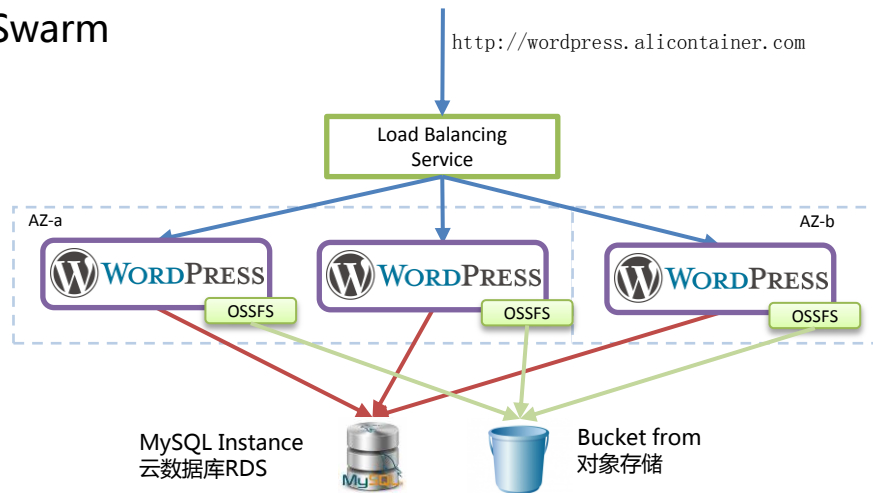 Swarm
http://wordpress.alicontainer.com
Load Balancing
Service
AZ-a
AZ-b
WORDPRESS
WORDPRESS
WORDPRESS
OSSFS
OSSFS
OSSFS
MySQL Instance
云数据库RDS
MySQL
Bucket from
对象存储